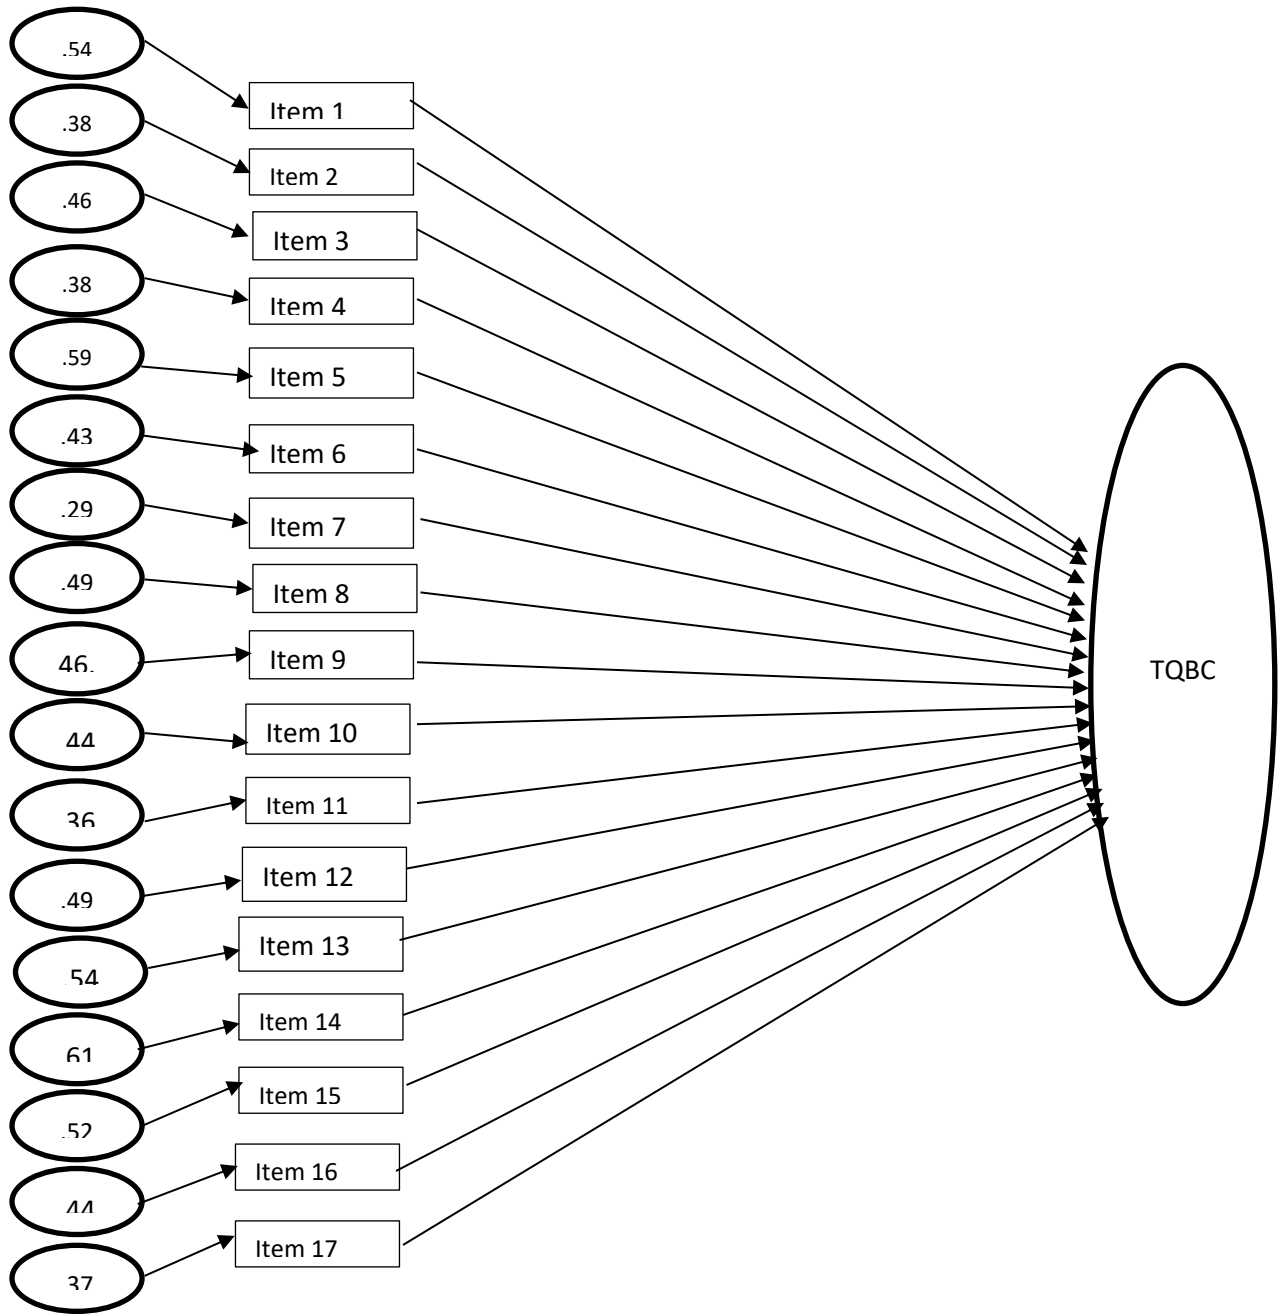 .54
Item 1
.38
Item 2
.46
Item 3
.38
Item 4
.59
Item 5
.43
Item 6
.29
Item 7
.49
Item 8
46.
Item 9
44
Item 10
36
Item 11
.49
Item 12
.54
Item 13
61
Item 14
.52
Item 15
44
Item 16
37
Item 17
TQBC